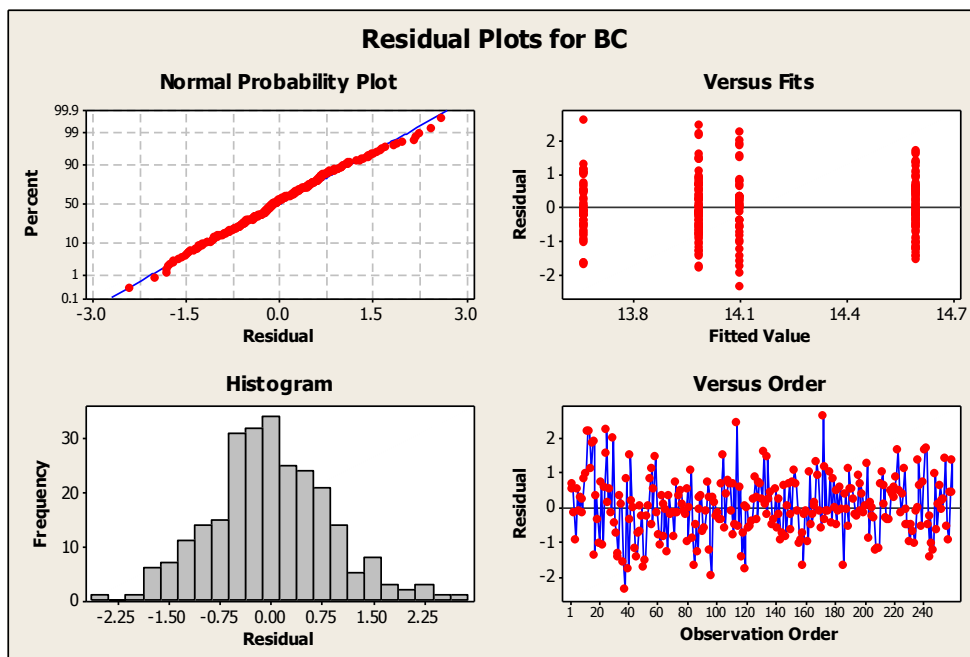 Residual Plots for BC
Normal Probability Plot
99.9
99
90
50
10
1
0.1
Percent
-3.0 -1.5 0.0 1.5 3.0
Residual
Versus Fits
2
1
0
-1
-2
Residual
13.8 14.1 14.4 14.7
Fitted Value
Histogram
30
20
10
0
Frequency
-2.25 -1.50 -0.75 0.00 0.75 1.50 2.25
Residual
Versus Order
2
1
0
-1
-2
Residual
1 20 40 60 80 100 120 140 160 180 200 220 240
Observation Order